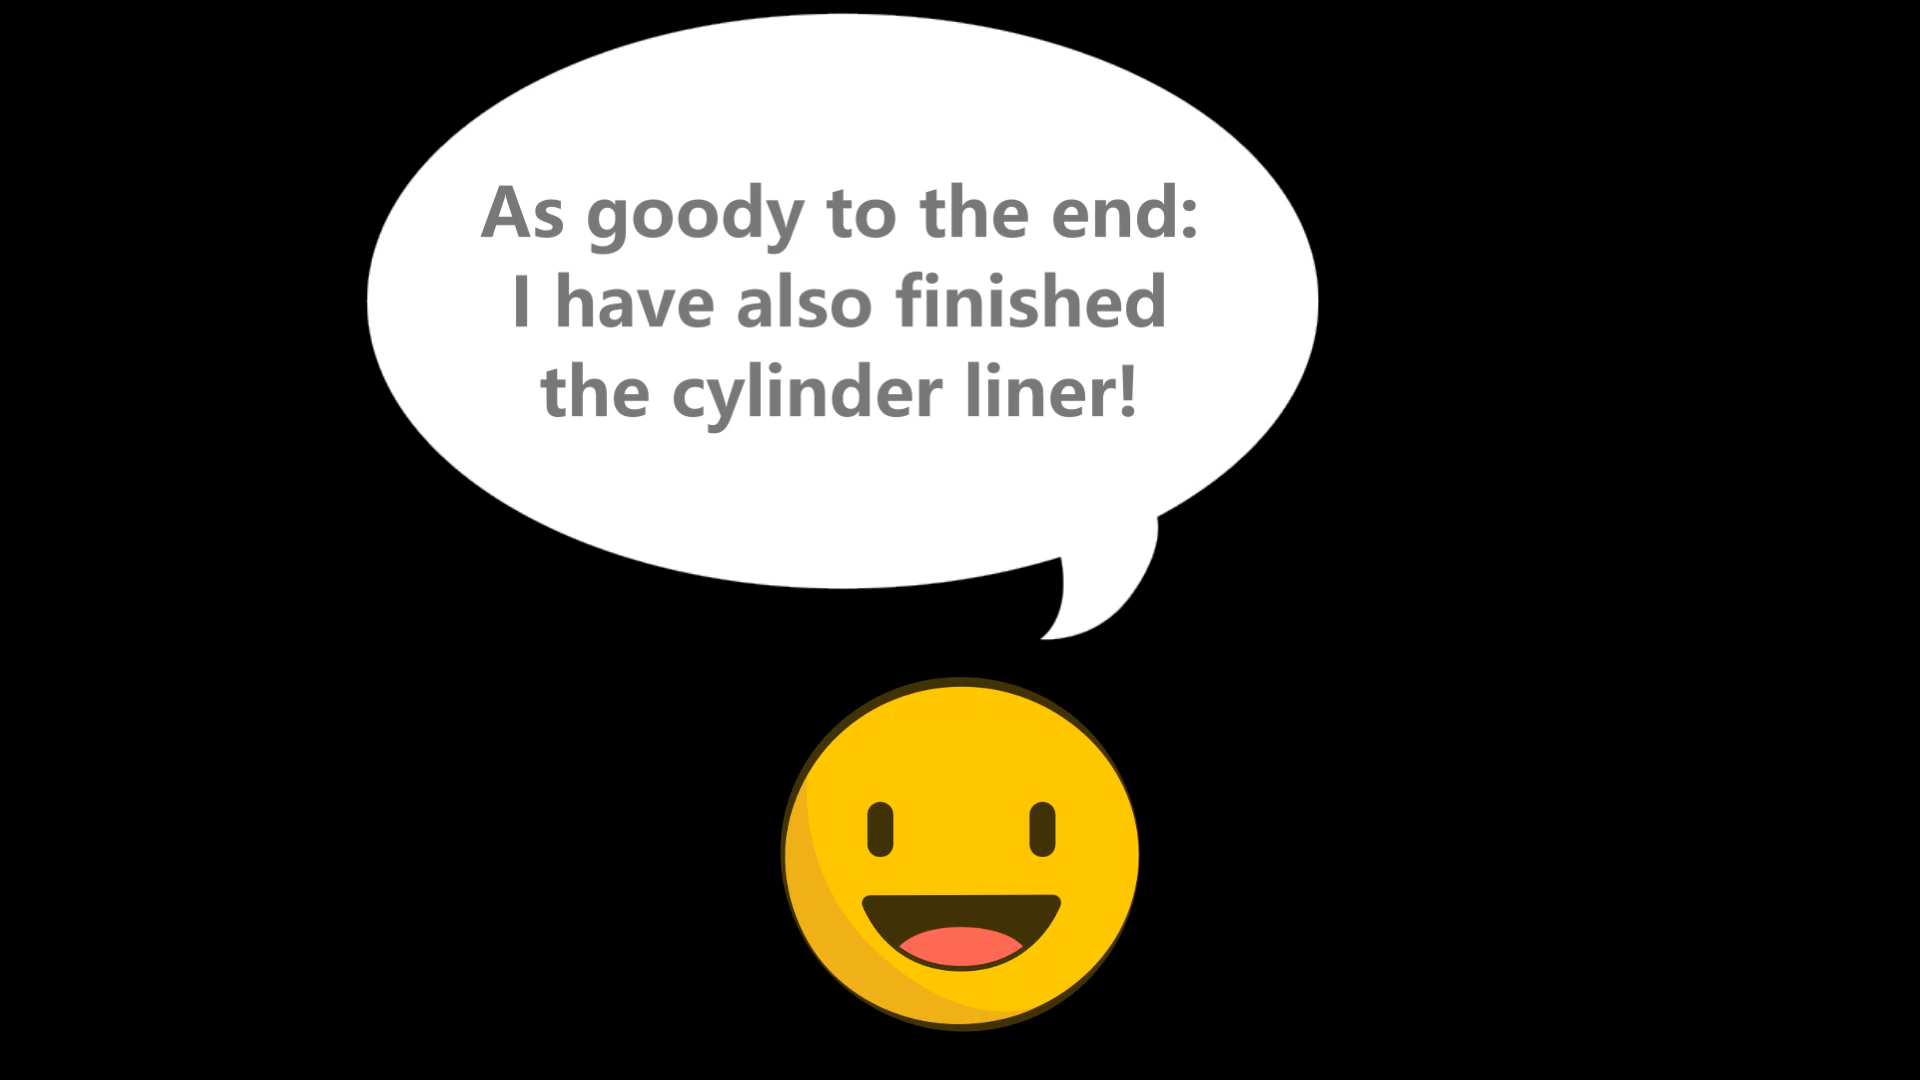 As goody to the end:
I have also finished
the cylinder liner!